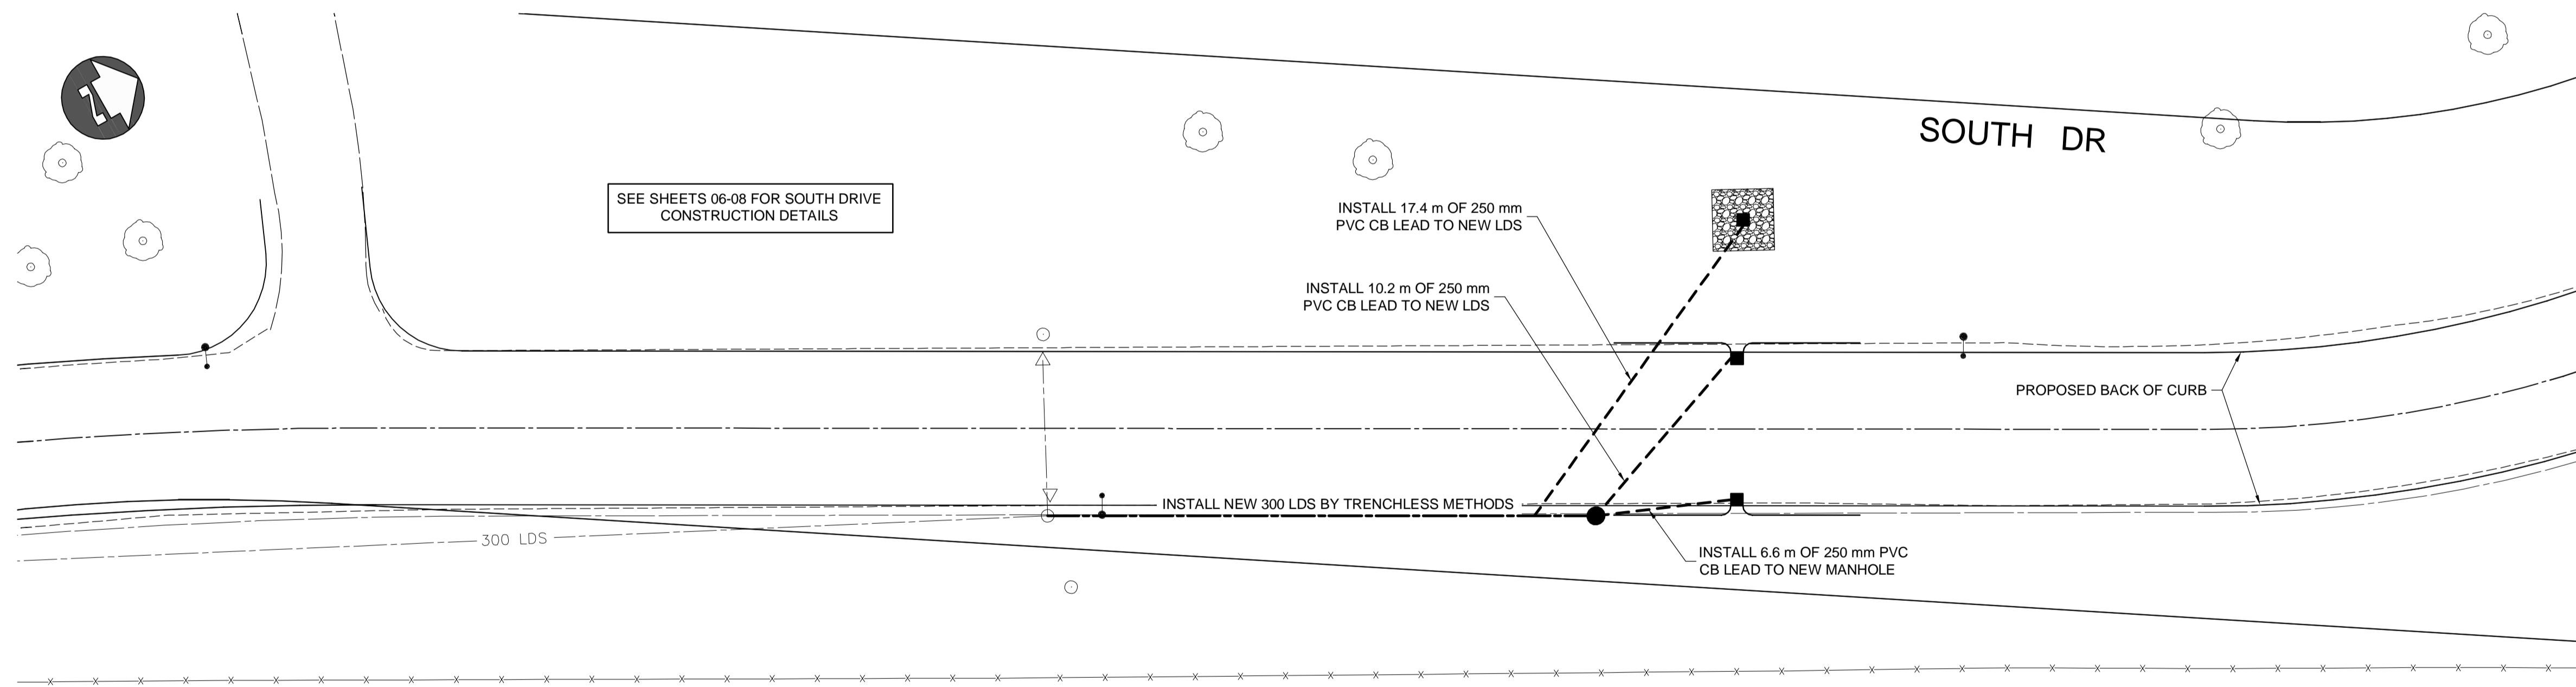 SOUTH DR
SEE SHEETS 06-08 FOR SOUTH DRIVE
CONSTRUCTION DETAILS
INSTALL 17.4 m OF 250 mm
PVC CB LEAD TO NEW LDS
INSTALL 10.2 m OF 250 mm
PVC CB LEAD TO NEW LDS
PROPOSED BACK OF CURB
INSTALL NEW 300 LDS BY TRENCHLESS METHODS
300 LDS
INSTALL 6.6 m OF 250 mm PVC
CB LEAD TO NEW MANHOLE